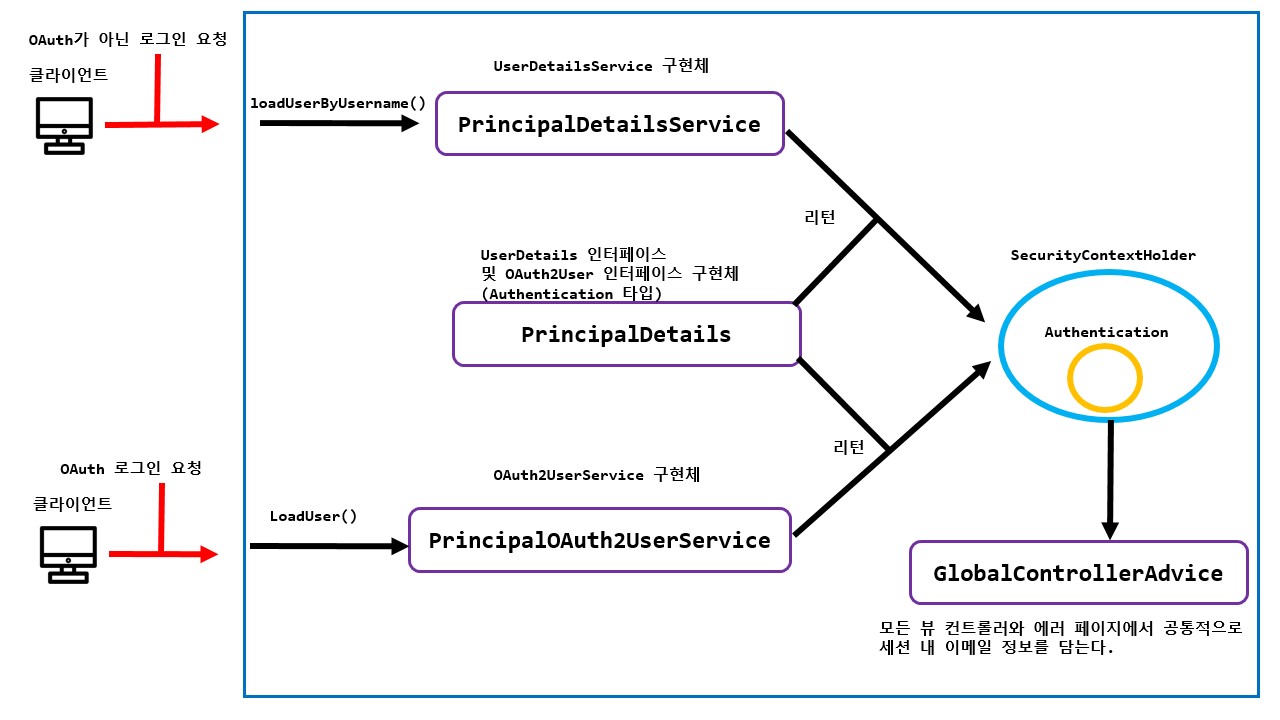 OAuth가 아닌 로그인 요청
클라이언트
loadUserByUsername()
UserDetailsService 구현체
PrincipalDetailsService
리턴
UserDetails 인터페이스
및 OAuth2User 인터페이스 구현체
(Authentication 타입)
PrincipalDetails
SecurityContextHolder
Authentication
리턴
OAuth 로그인 요청
클라이언트
LoadUser()
OAuth2UserService 구현체
PrincipalOAuth2UserService
GlobalControllerAdvice
모든 뷰 컨트롤러와 에러 페이지에서 공통적으로
세션 내 이메일 정보를 담는다.